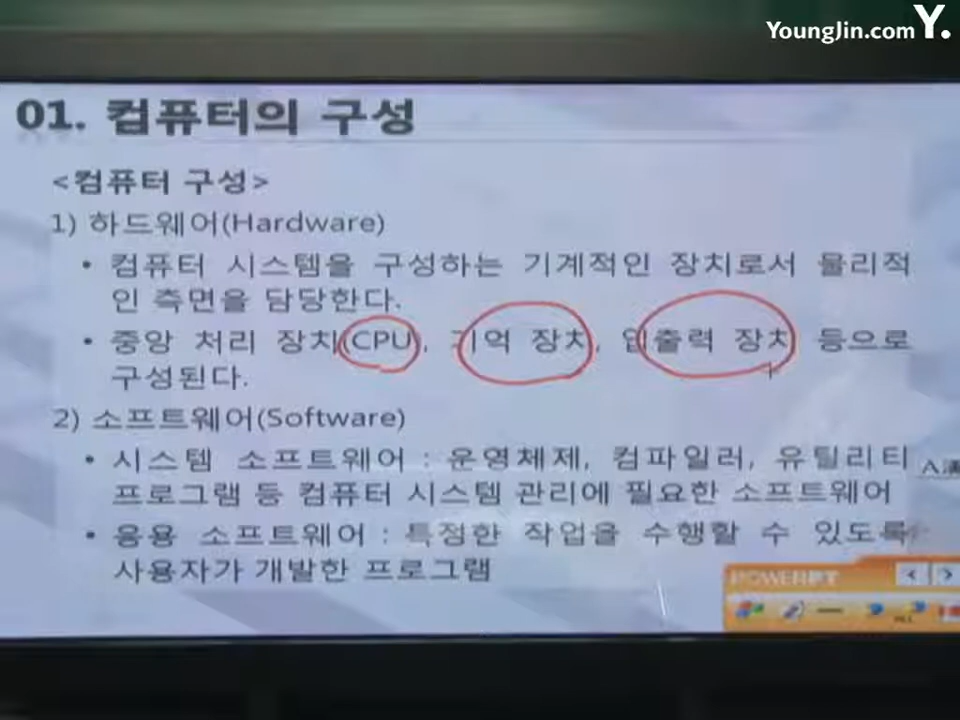 YoungJin.com Y.
01. 컴퓨터의 구성
<컴퓨터 구성>
1) 하드웨어(Hardware)
• 컴퓨터 시스템을 구성하는 기계적인 장치로서 물리적
인 측면을 담당한다.
• 중앙 처리 장치(CPU), 기억 장치, 입출력 장치 등으로
구성된다.
2) 소프트웨어(Software)
• 시스템 소프트웨어 : 운영체제, 컴파일러, 유틸리티
프로그램 등 컴퓨터 시스템 관리에 필요한 소프트웨어
• 응용 소프트웨어 : 특정한 작업을 수행할 수 있도록
사용자가 개발한 프로그램
POWERPT